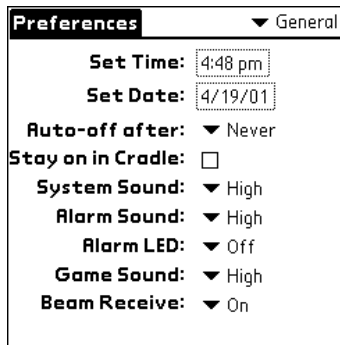 Preferences General
Set Time: 4:48 pm
Set Date: 4/19/01
Auto-off after: Never
Stay on in Cradle:
System Sound: High
Alarm Sound: High
Alarm LED: Off
Game Sound: High
Beam Receive: On